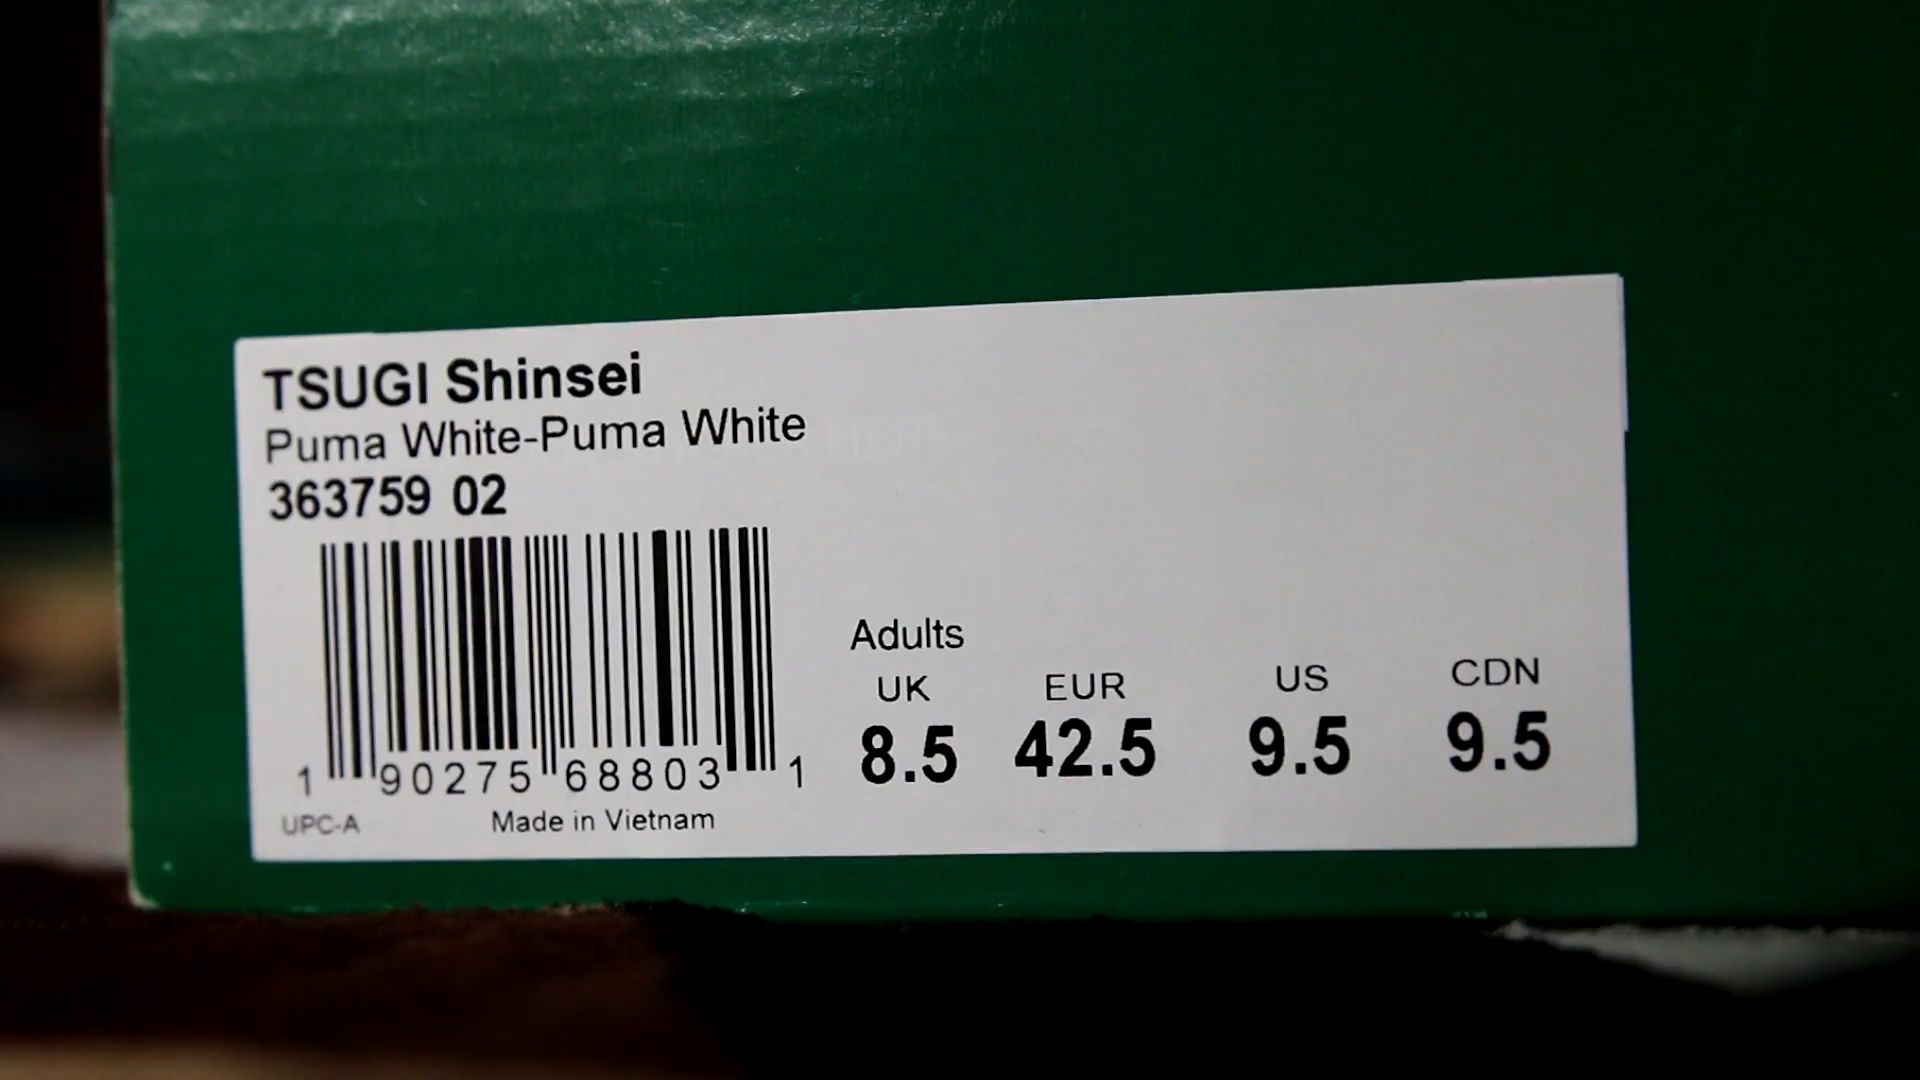 TSUGI Shinsei
Puma White-Puma White
363759 02
Adults
UK EUR US CDN
8.5 42.5 9.5 9.5
1 90275 68803 1
UPC-A Made in Vietnam